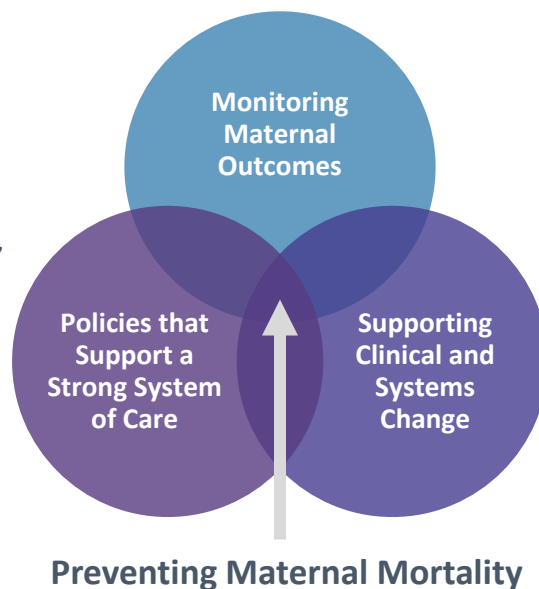 Monitoring
Maternal
Outcomes
,
Policies that
Support a
Strong System
of Care
Supporting
Clinical and
Systems
Change
Preventing Maternal Mortality